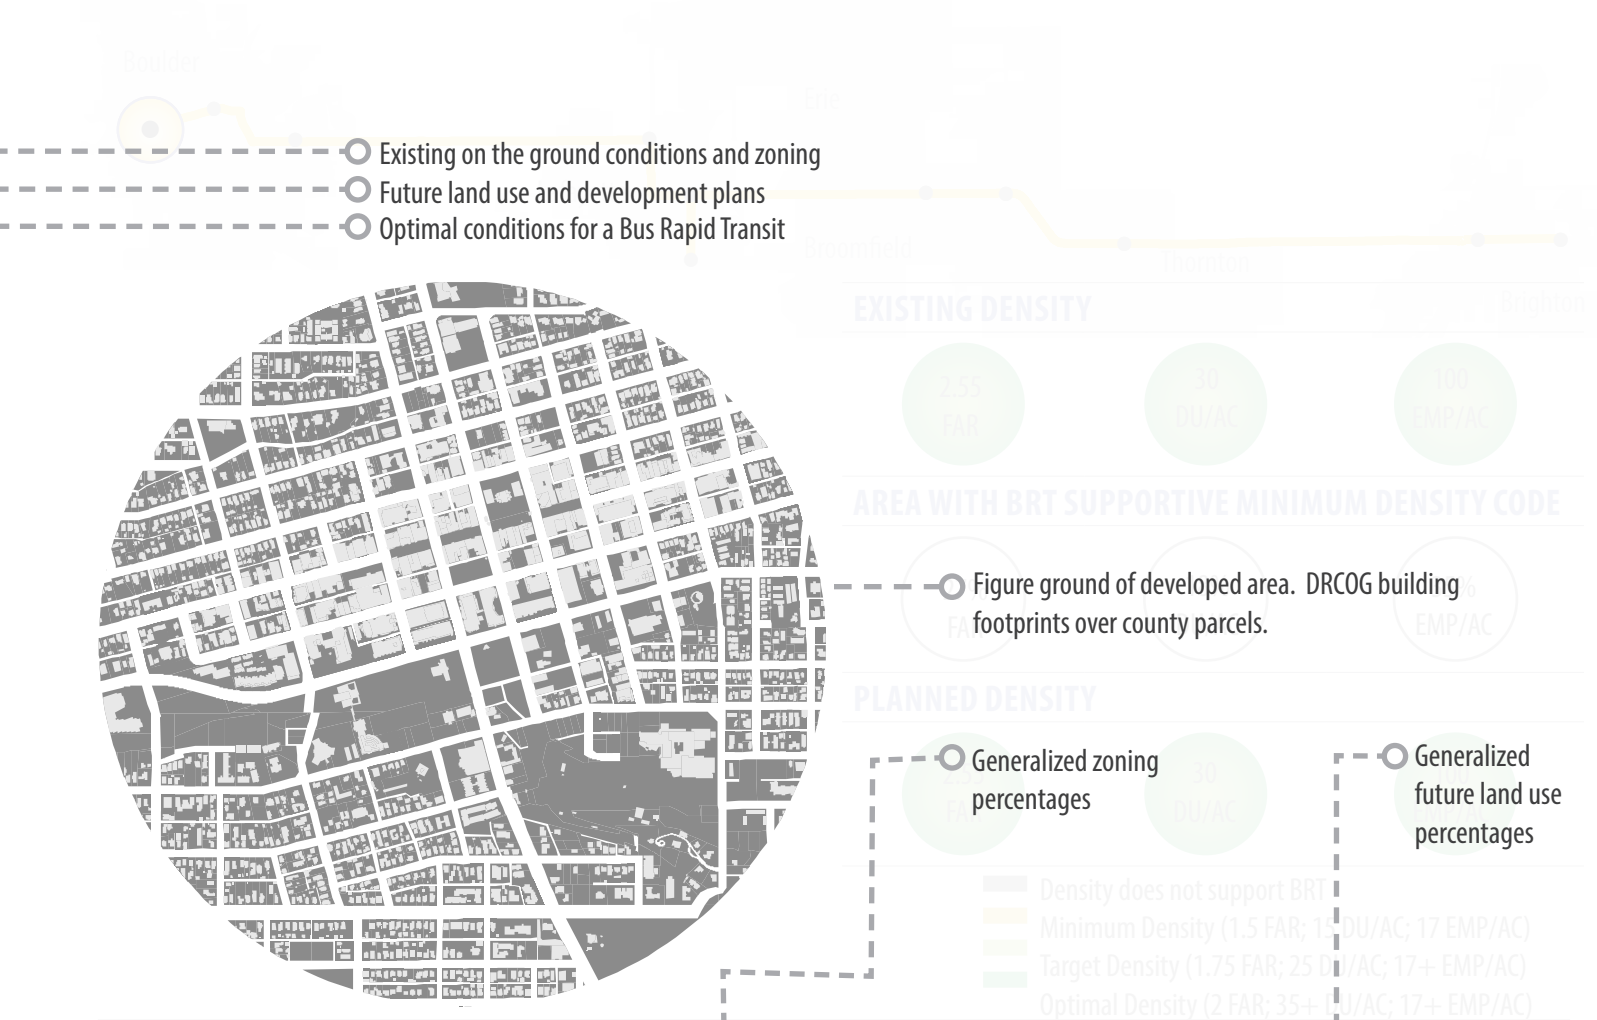 Boulder
Erie
Existing on the ground conditions and zoning
Future land use and development plans
Optimal conditions for a Bus Rapid Transit
Broomfield
Thornton
Brighton
EXISTING DENSITY
2.55
FAR
30
DU/AC
100
EMP/AC
AREA WITH BRT SUPPORTIVE MINIMUM DENSITY CODE
Figure ground of developed area. DRCOG building
footprints over county parcels.
%
FAR
EMP/AC
PLANNED DENSITY
Generalized zoning
percentages
FAR
30
DU/AC
Generalized
future land use
percentages
100
EMP/AC
Density does not support BRT
Minimum Density (1.5 FAR; 15 DU/AC; 17 EMP/AC)
Target Density (1.75 FAR; 25 DU/AC; 17+ EMP/AC)
Optimal Density (2 FAR; 35+ DU/AC; 17+ EMP/AC)